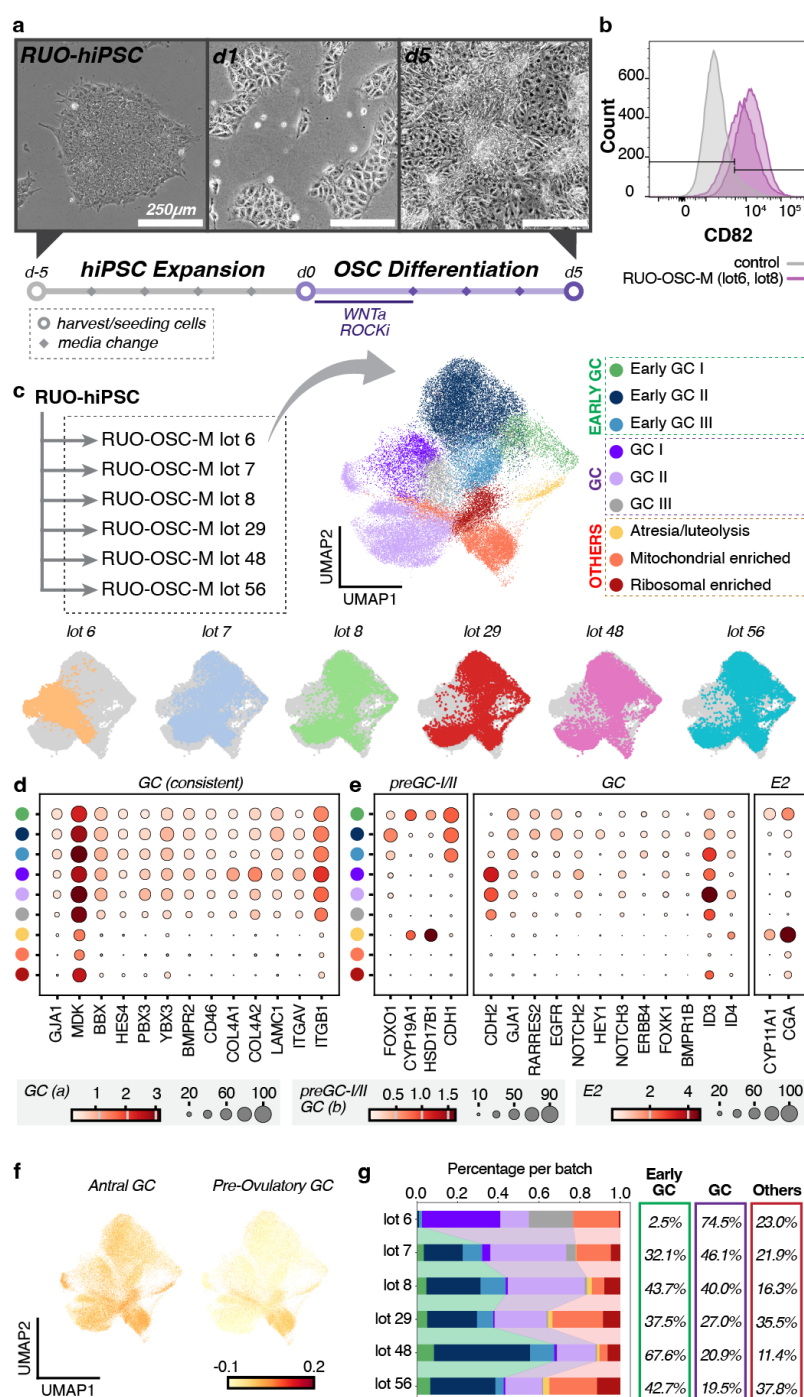 a
RUO-hiPSC
d1
d5
250µm
b
600
400
200
0
Count
0
10⁴
10⁵
CD82
control
RUO-OSC-M (lot6, lot8)
d-5
hiPSC Expansion
d0
OSC Differentiation
d5
WNTa
ROCKi
harvest/seeding cells
media change
c
RUO-hiPSC
RUO-OSC-M lot 6
RUO-OSC-M lot 7
RUO-OSC-M lot 8
RUO-OSC-M lot 29
RUO-OSC-M lot 48
RUO-OSC-M lot 56
UMAP2
UMAP1
EARLY GC
Early GC I
Early GC II
Early GC III
GC
GC I
GC II
GC III
OTHERS
Atresia/luteolysis
Mitochondrial enriched
Ribosomal enriched
lot 6
lot 7
lot 8
lot 29
lot 48
lot 56
d
GC (consistent)
GJA1
MDK
BBX
HES4
PBX3
YBX3
BMPR2
CD46
COL4A1
COL4A2
LAMC1
ITGAV
ITGB1
e
preGC-I/II
GC
E2
FOXO1
CYP19A1
HSD17B1
CDH1
CDH2
GJA1
RARRES2
EGFR
NOTCH2
HEY1
NOTCH3
ERBB4
FOXK1
BMPR1B
ID3
ID4
CYP11A1
CGA
GC (a)
1 2 3
20 60 100
preGC-I/II
GC (b)
0.5 1.0 1.5
10 50 90
E2
2 4
20 60 100
f
Antral GC
Pre-Ovulatory GC
UMAP2
UMAP1
-0.1 0.2
g
Percentage per batch
0.0 0.2 0.4 0.6 0.8 1.0
Early GC
GC
Others
lot 6 2.5% 74.5% 23.0%
lot 7 32.1% 46.1% 21.9%
lot 8 43.7% 40.0% 16.3%
lot 29 37.5% 27.0% 35.5%
lot 48 67.6% 20.9% 11.4%
lot 56 42.7% 19.5% 37.8%